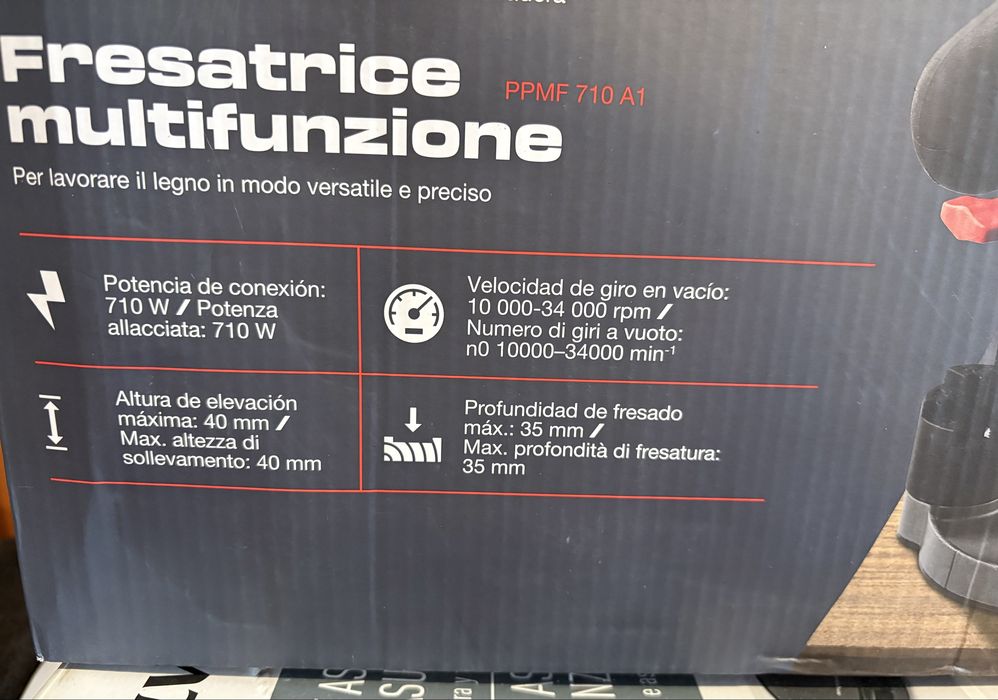 Fresatrice
multifunzione
PPMF 710 A1
Per lavorare il legno in modo versatile e preciso
Potencia de conexión:
710 W / Potenza
allacciata: 710 W
Velocidad de giro en vacío:
10 000-34 000 rpm /
Numero di giri a vuoto:
n0 10000–34000 min⁻¹
Altura de elevación
máxima: 40 mm /
Max. altezza di
sollevamento: 40 mm
Profundidad de fresado
máx.: 35 mm /
Max. profondità di fresatura:
35 mm